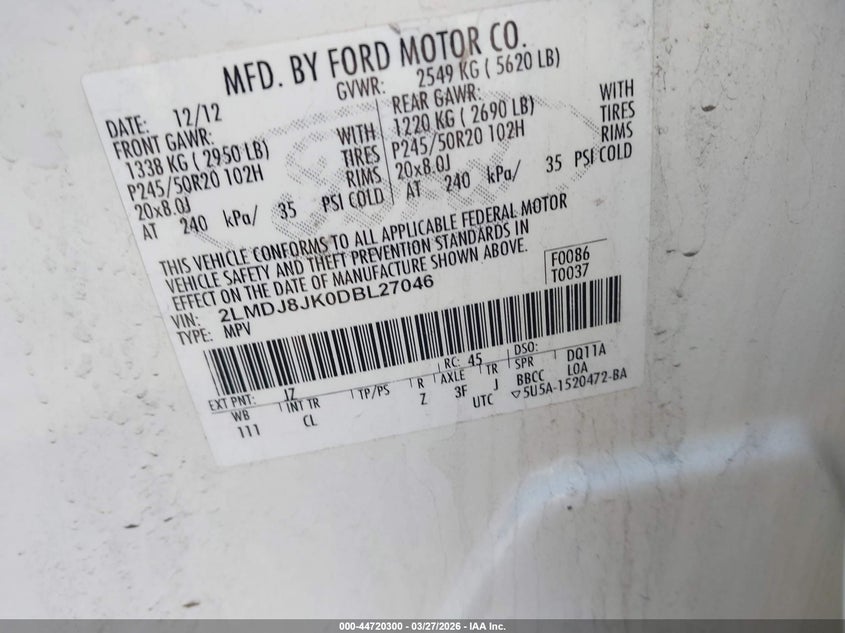 MFD. BY FORD MOTOR CO.
DATE: 12/12
GVWR: 2549 KG ( 5620 LB)
FRONT GAWR:
1338 KG ( 2950 LB) WITH
P245/50R20 102H TIRES
20x8.0J RIMS
AT 240 kPa/ 35 PSI COLD
REAR GAWR: WITH
1220 KG ( 2690 LB) TIRES
P245/50R20 102H RIMS
20x8.0J
AT 240 kPa/ 35 PSI COLD
THIS VEHICLE CONFORMS TO ALL APPLICABLE FEDERAL MOTOR
VEHICLE SAFETY AND THEFT PREVENTION STANDARDS IN
EFFECT ON THE DATE OF MANUFACTURE SHOWN ABOVE.
VIN: 2LMDJ8JK0DBL27046
TYPE: MPV
F0086
T0037
EXT PNT: JZ RC: 45 DSO:
WB INT TR TP/PS R AXLE TR SPR DQ11A
111 CL Z 3F J BBCC LOA
UTC ▽5U5A-1520472-BA
000-44720300 - 03/27/2026 - IAA Inc.